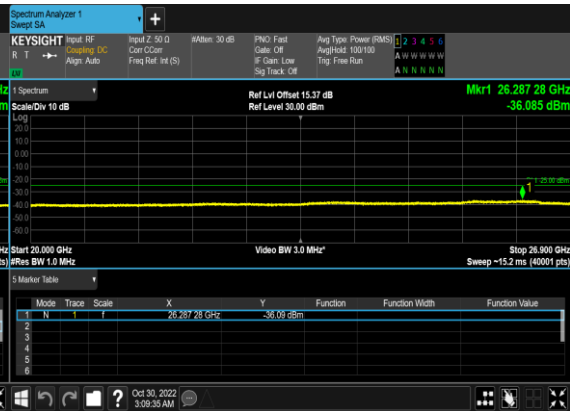 Spectrum Analyzer 1
Swept SA
+
KEYSIGHT Input: RF Input Z: 50 Ω #Atten: 30 dB PNO: Fast Avg Type: Power (RMS) 1 2 3 4 5 6
R T Coupling: DC Corr CCorr Gate: Off Avg|Hold: 100/100 A W W W W W
Align: Auto Freq Ref: Int (S) IF Gain: Low Trig: Free Run
Sig Track: Off A N N N N N
1 Spectrum Ref Lvl Offset 15.37 dB Mkr1 26.287 28 GHz
Scale/Div 10 dB Ref Level 30.00 dBm -36.085 dBm
Log
20.0
10.0
0.00
-10.0
-20.0
-25.00 dBm
1
-30.0
-40.0
-50.0
-60.0
Start 20.000 GHz Video BW 3.0 MHz* Stop 26.900 GHz
#Res BW 1.0 MHz Sweep ~15.2 ms (40001 pts)
5 Marker Table
Mode Trace Scale X Y Function Function Width Function Value
1 N 1 f 26.287 28 GHz -36.09 dBm
2
3
4
5
6
? Oct 30, 2022
3:09:35 AM